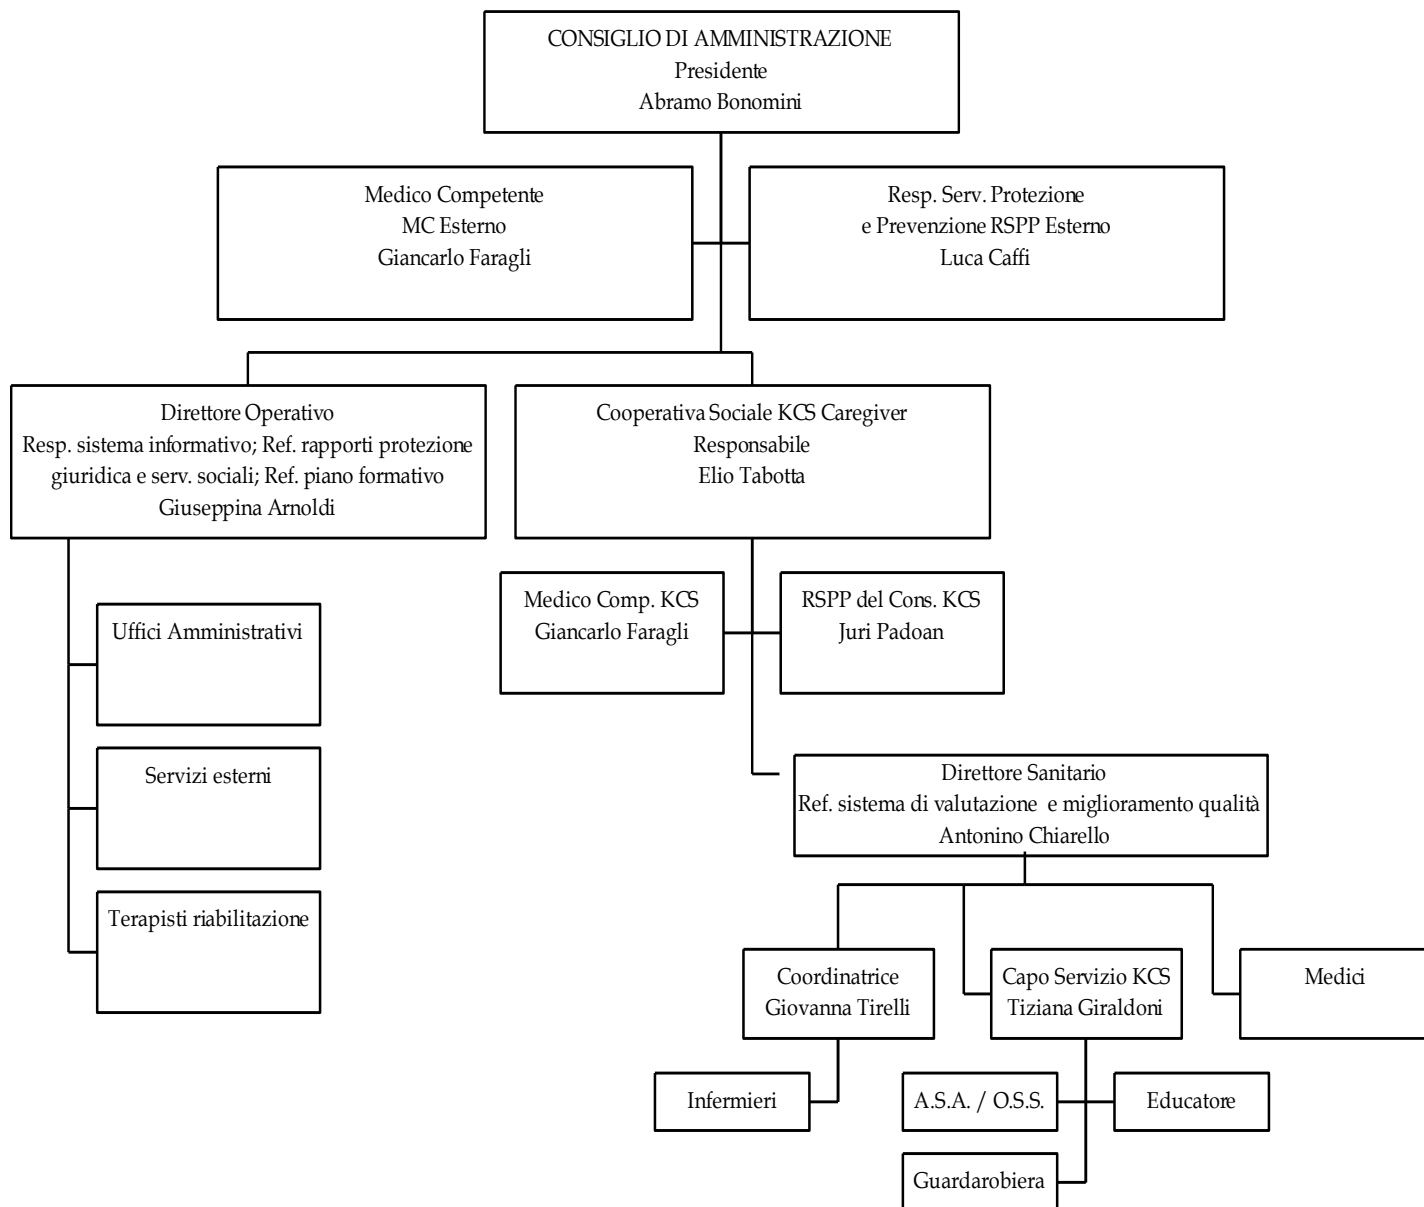 CONSIGLIO DI AMMINISTRAZIONE
Presidente
Abramo Bonomini
Medico Competente
MC Esterno
Giancarlo Faragli
Resp. Serv. Protezione
e Prevenzione RSPP Esterno
Luca Caffi
Direttore Operativo
Resp. sistema informativo; Ref. rapporti protezione
giuridica e serv. sociali; Ref. piano formativo
Giuseppina Arnoldi
Cooperativa Sociale KCS Caregiver
Responsabile
Elio Tabotta
Medico Comp. KCS
Giancarlo Faragli
RSPP del Cons. KCS
Juri Padoan
Uffici Amministrativi
Servizi esterni
Terapisti riabilitazione
Direttore Sanitario
Ref. sistema di valutazione e miglioramento qualità
Antonino Chiarello
Coordinatrice
Giovanna Tirelli
Capo Servizio KCS
Tiziana Giraldoni
Medici
Infermieri
A.S.A. / O.S.S.
Educatore
Guardarobiera